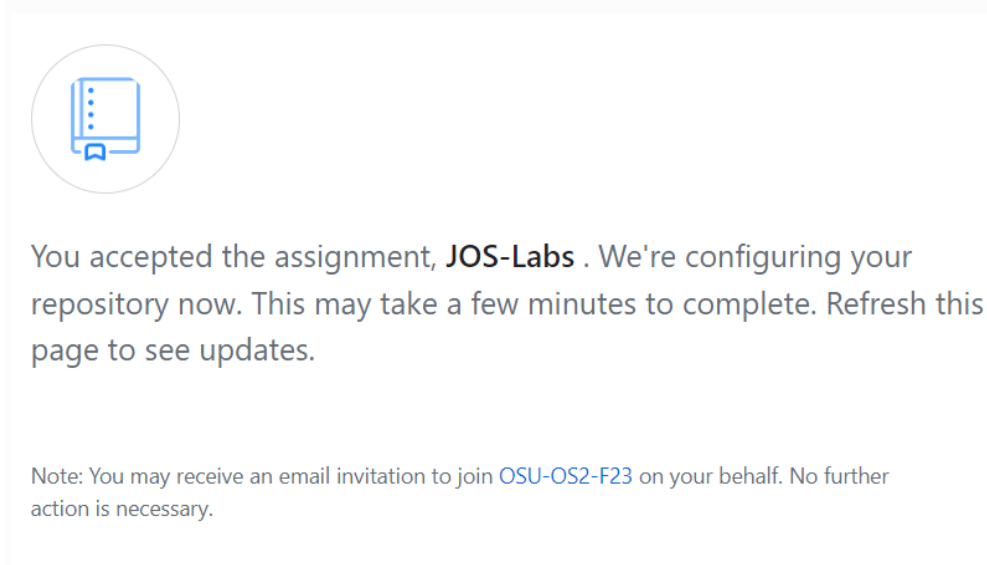 You accepted the assignment, JOS-Labs . We're configuring your
repository now. This may take a few minutes to complete. Refresh this
page to see updates.
Note: You may receive an email invitation to join OSU-OS2-F23 on your behalf. No further
action is necessary.